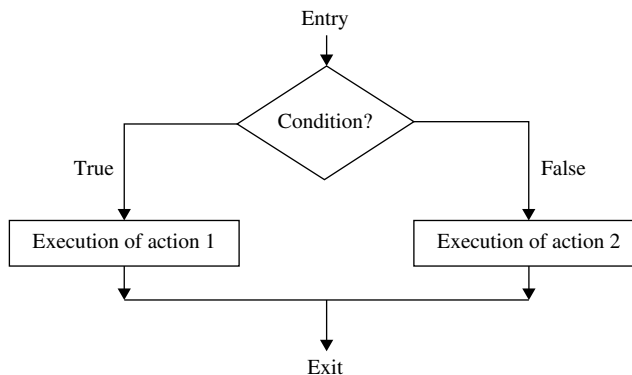 Entry
Condition?
True
False
Execution of action 1
Execution of action 2
Exit